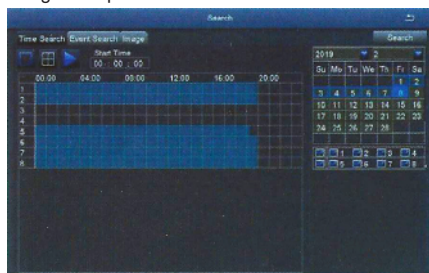 Search
Time Search Event Search Image
Search
Start Time
00 : 00 : 00
2019 2
Su Mo Tu We Th Fr Sa
1 2
3 4 5 6 7 8 9
10 11 12 13 14 15 16
17 18 19 20 21 22 23
24 25 26 27 28
00:00 04:00 08:00 12:00 16:00 20:00
1
2
3
4
5
6
7
8
1 2 3 4
5 6 7 8